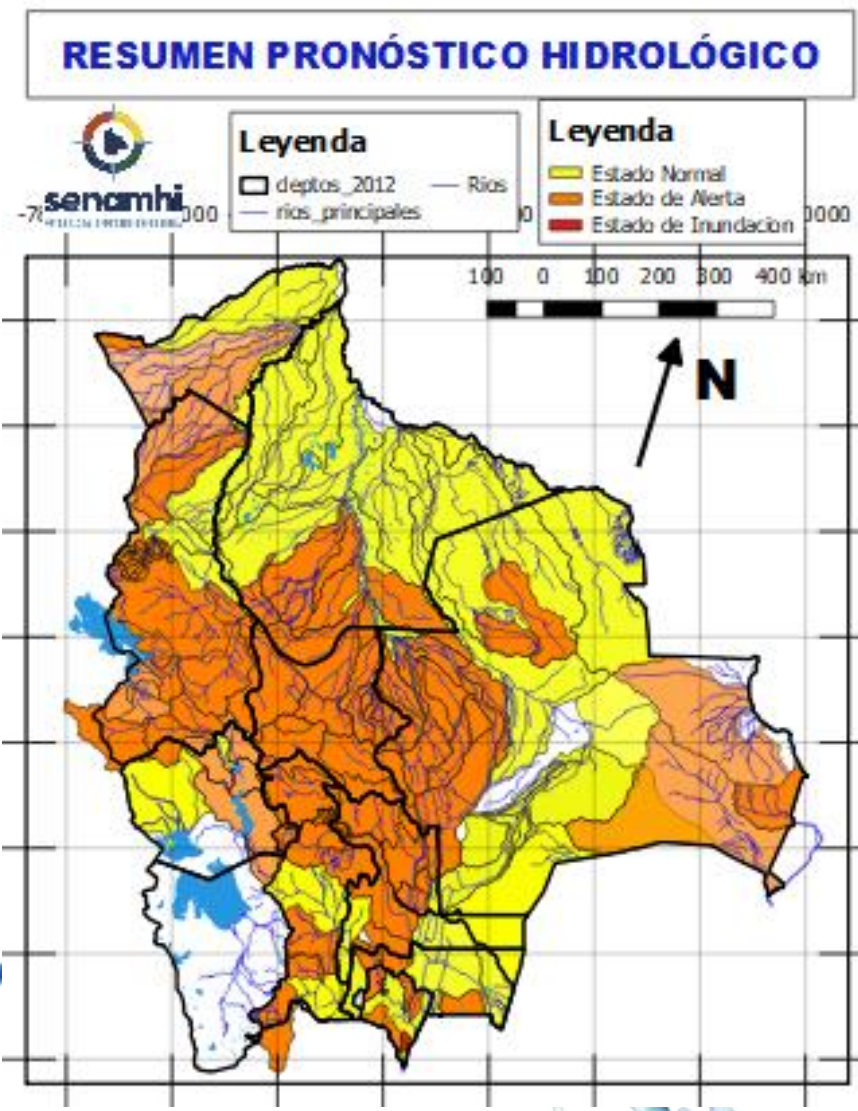 RESUMEN PRONÓSTICO HIDROLÓGICO
senamhi
Leyenda
deptos_2012
Rios
rios_principales
Leyenda
Estado Normal
Estado de Alerta
Estado de Inundacion
100 0 100 200 300 400 km
N